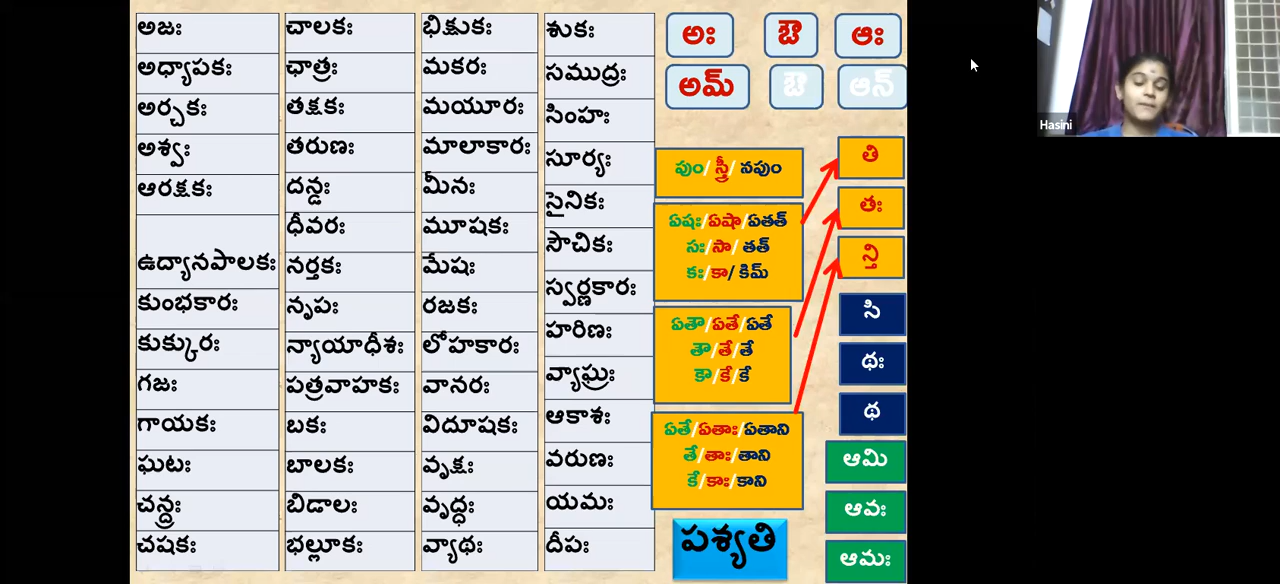 అజః
అధ్యాపకః
అర్చకః
అశ్వః
ఆరక్షకః
ఉద్యానపాలకః
కుంభకారః
కుక్కురః
గజః
గాయకః
ఘటః
చన్ద్రః
చషకః
చాలకః
ఛాత్రః
తక్షకః
తరుణః
దన్డః
ధీవరః
నర్తకః
నృపః
న్యాయాధీశః
పత్రవాహకః
బకః
బాలకః
బిడాలః
భల్లూకః
భిక్షుకః
మకరః
మయూరః
మాలాకారః
మీనః
మూషకః
మేషః
రజకః
లోహకారః
వానరః
విదూషకః
వృక్షః
వృద్ధః
వ్యాథః
శుకః
సముద్రః
సింహః
సూర్యః
సైనికః
సౌచికః
స్వర్ణకారః
హరిణః
వ్యాఘ్రః
ఆకాశః
వరుణః
యమః
దీపః
అః ఔ ఆః
అమ్ ఔ ఆన్
పుం/ స్త్రీ/ నపుం
ఏషః/ఏషా/ఏతత్
సః/సా/ తత్
కః/కా/ కిమ్
ఏతౌ/ఏతే/ఏతే
తౌ/తే/తే
కౌ/కే/కే
ఏతే/ఏతాః/ఏతాని
తే/తాః/తాని
కే/కాః/కాని
పశ్యతి
తి
తః
న్తి
సి
థః
థ
ఆమి
ఆవః
ఆమః
Hasini